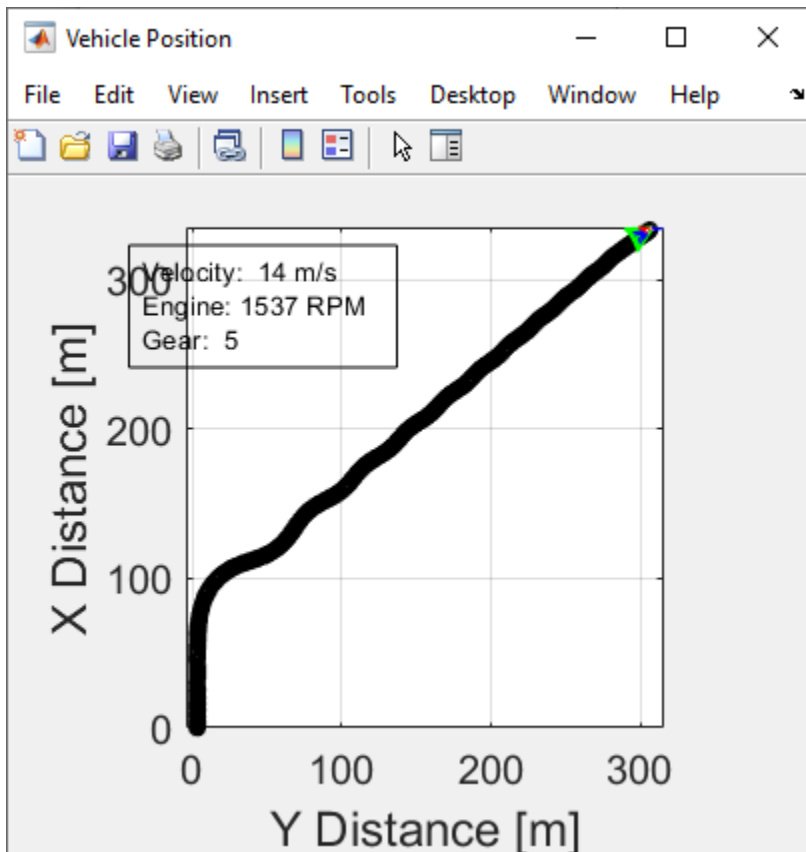 Vehicle Position
File Edit View Insert Tools Desktop Window Help
Velocity: 14 m/s
Engine: 1537 RPM
Gear: 5
X Distance [m]
300
200
100
0
0 100 200 300
Y Distance [m]